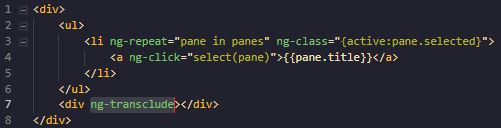 1 <div>
2     <ul>
3         <li ng-repeat="pane in panes" ng-class="{active:pane.selected}">
4             <a ng-click="select(pane)">{{pane.title}}</a>
5         </li>
6     </ul>
7     <div ng-transclude></div>
8 </div>